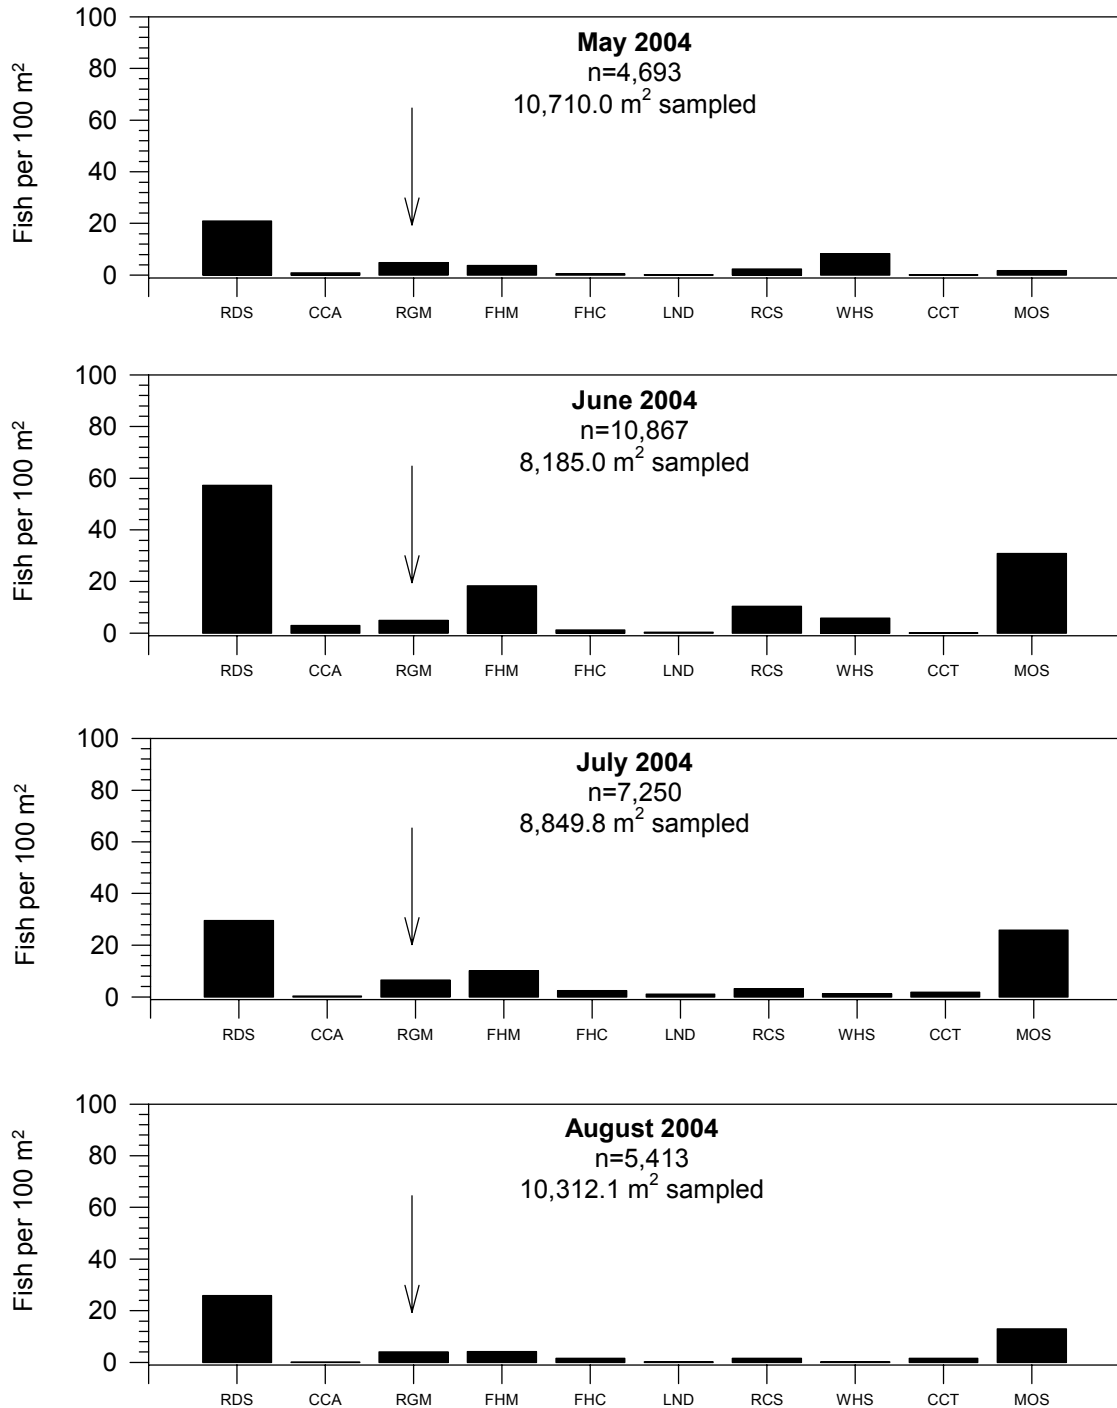 May 2004
n=4,693
10,710.0 m² sampled
Fish per 100 m²
100
80
60
40
20
0
RDS CCA RGM FHM FHC LND RCS WHS CCT MOS
June 2004
n=10,867
8,185.0 m² sampled
Fish per 100 m²
100
80
60
40
20
0
RDS CCA RGM FHM FHC LND RCS WHS CCT MOS
July 2004
n=7,250
8,849.8 m² sampled
Fish per 100 m²
100
80
60
40
20
0
RDS CCA RGM FHM FHC LND RCS WHS CCT MOS
August 2004
n=5,413
10,312.1 m² sampled
Fish per 100 m²
100
80
60
40
20
0
RDS CCA RGM FHM FHC LND RCS WHS CCT MOS